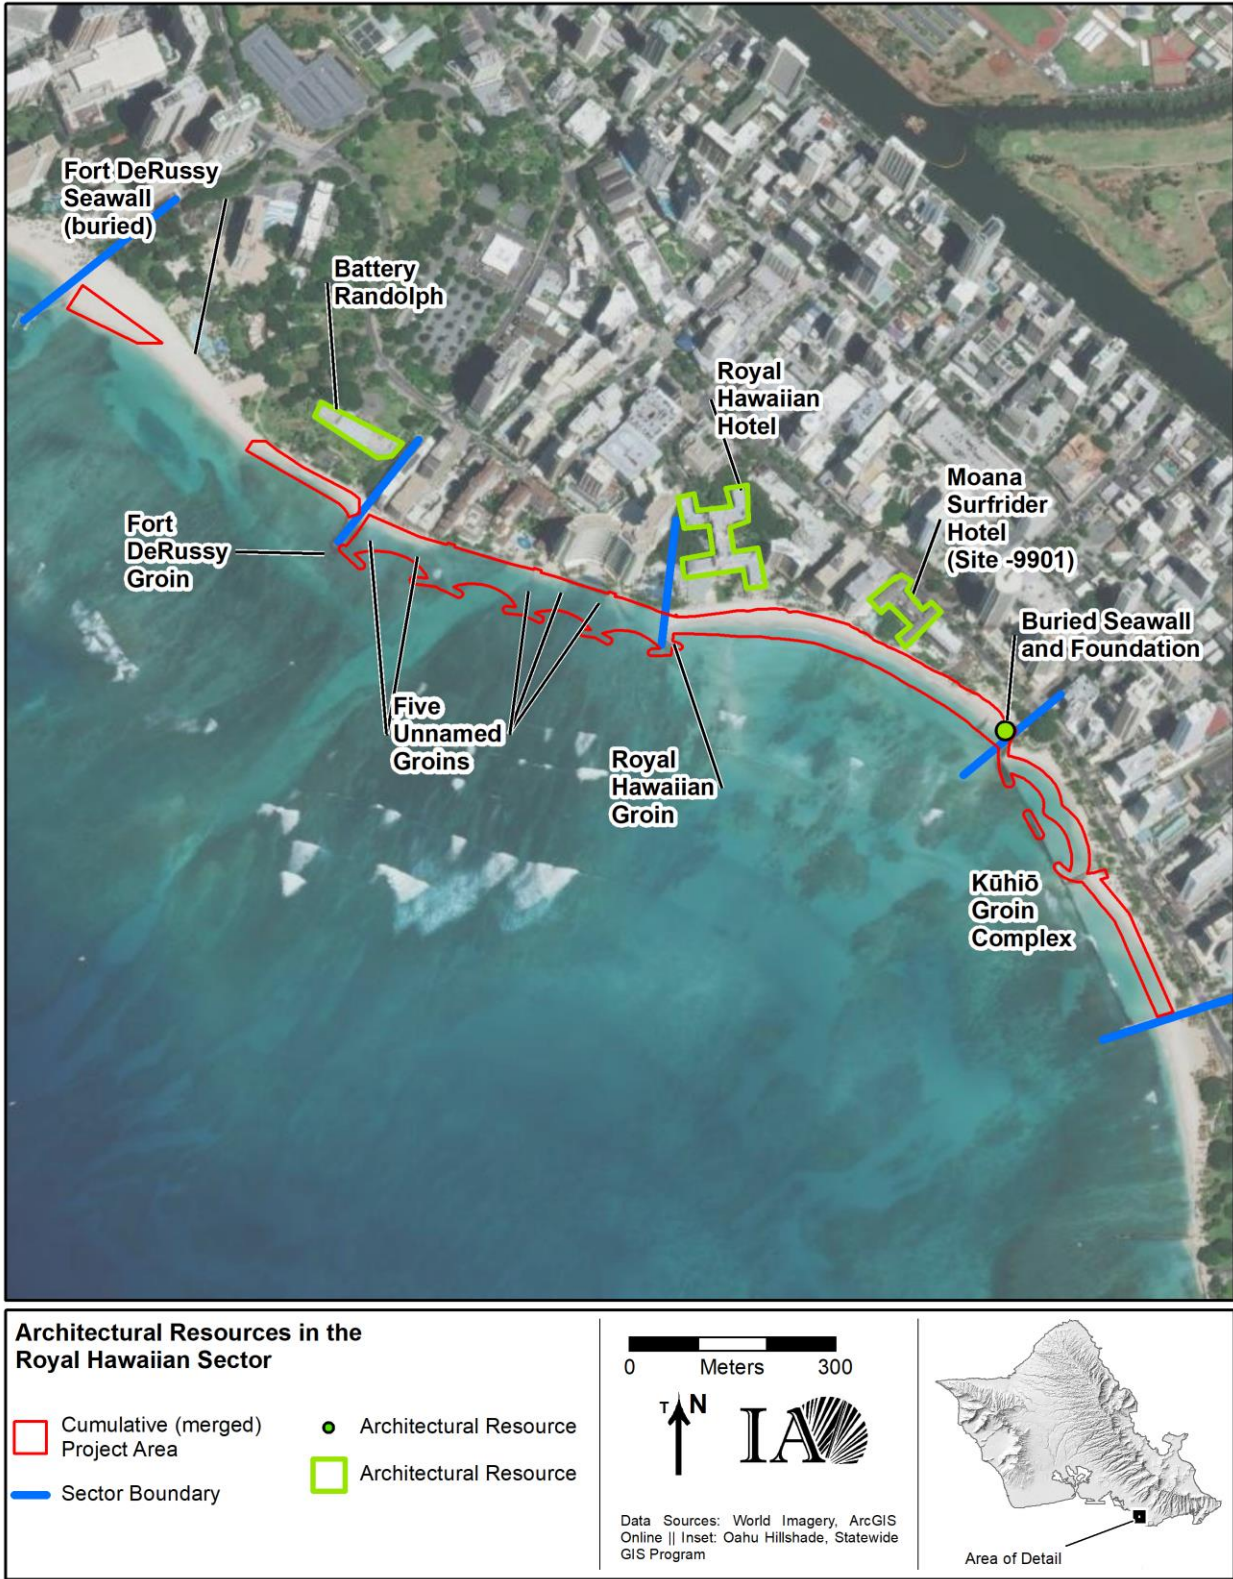 Fort DeRussy
Seawall
(buried)
Battery
Randolph
Royal
Hawaiian
Hotel
Moana
Surfrider
Hotel
(Site -9901)
Fort
DeRussy
Groin
Buried Seawall
and Foundation
Five
Unnamed
Groins
Royal
Hawaiian
Groin
Kūhiō
Groin
Complex
Architectural Resources in the
Royal Hawaiian Sector
Cumulative (merged)
Project Area
Sector Boundary
Architectural Resource
Architectural Resource
0 Meters 300
T N
IA
Data Sources: World Imagery, ArcGIS
Online || Inset: Oahu Hillshade, Statewide
GIS Program
Area of Detail